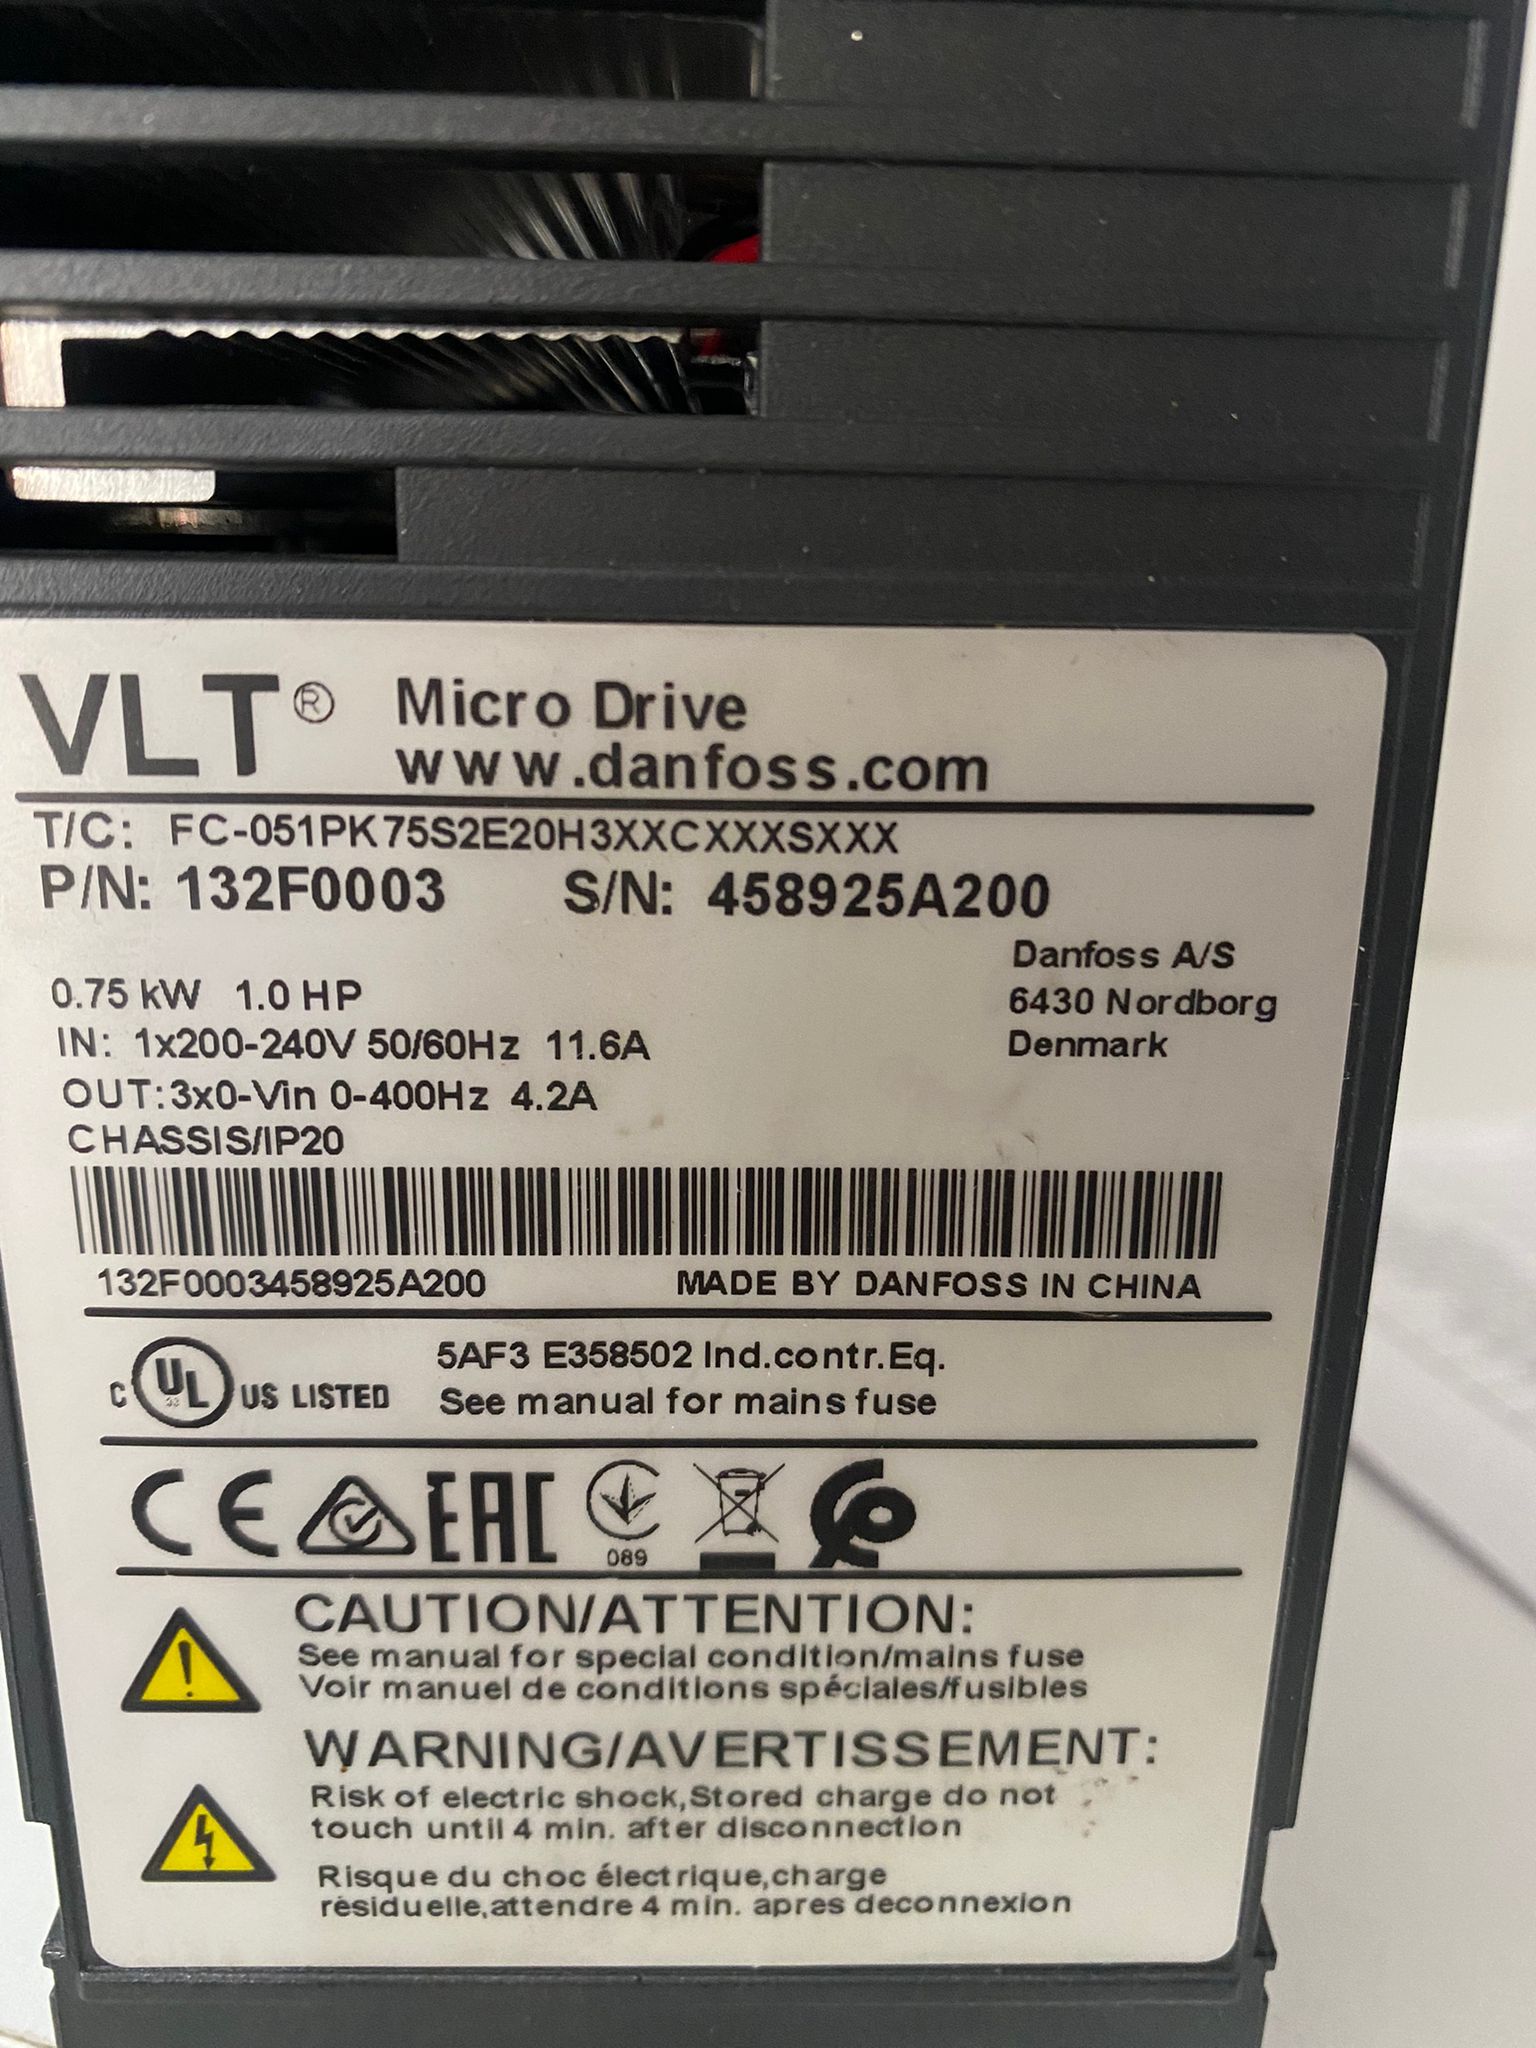 VLT® Micro Drive
www.danfoss.com
T/C: FC-051PK75S2E20H3XXCXXXSXXX
P/N: 132F0003 S/N: 458925A200
Danfoss A/S
6430 Nordborg
Denmark
0.75 kW 1.0 HP
IN: 1x200-240V 50/60Hz 11.6A
OUT:3x0-Vin 0-400Hz 4.2A
CHASSIS/IP20
132F0003458925A200 MADE BY DANFOSS IN CHINA
C UL US LISTED
5AF3 E358502 Ind.contr.Eq.
See manual for mains fuse
CE EAC
089
CAUTION/ATTENTION:
See manual for special condition/mains fuse
Voir manuel de conditions spéciales/fusibles
WARNING/AVERTISSEMENT:
Risk of electric shock,Stored charge do not
touch until 4 min. after disconnection
Risque du choc électrique,charge
résiduelle,attendre 4 min. apres deconnexion